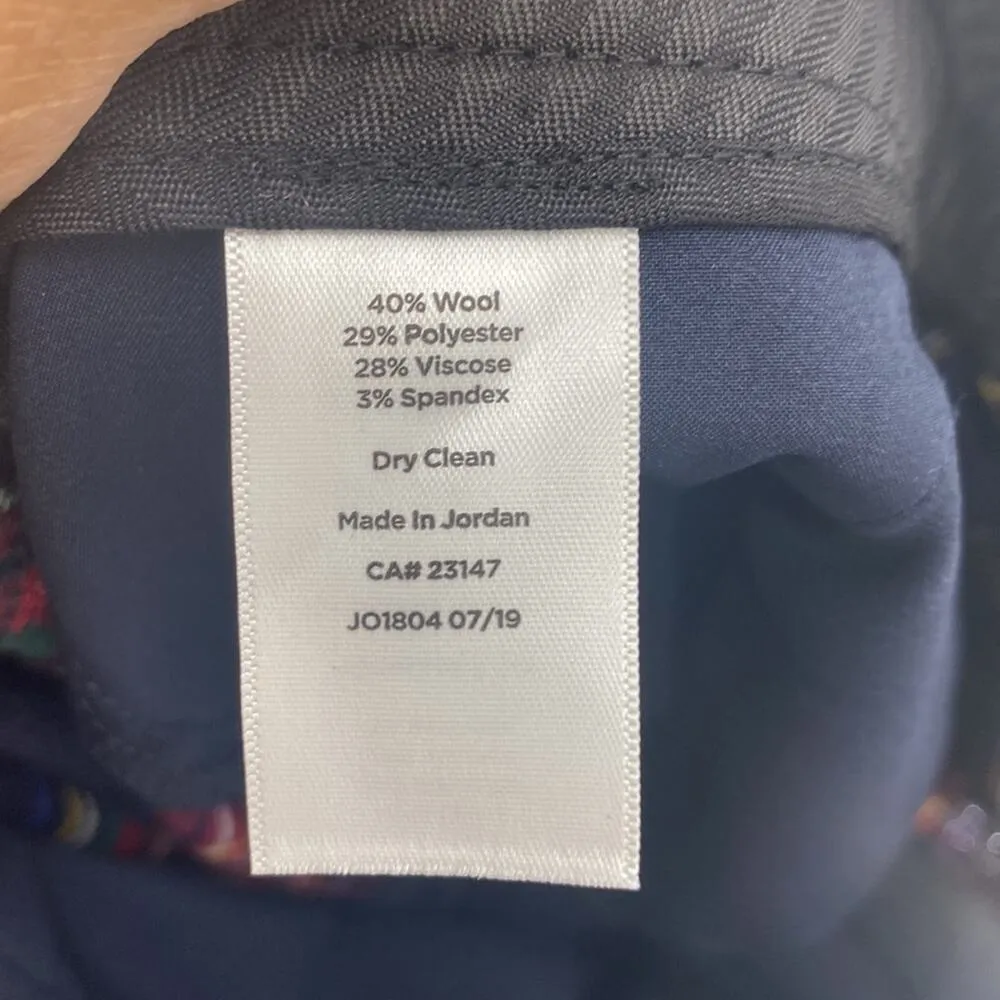 40% Wool
29% Polyester
28% Viscose
3% Spandex
Dry Clean
Made In Jordan
CA# 23147
JO1804 07/19